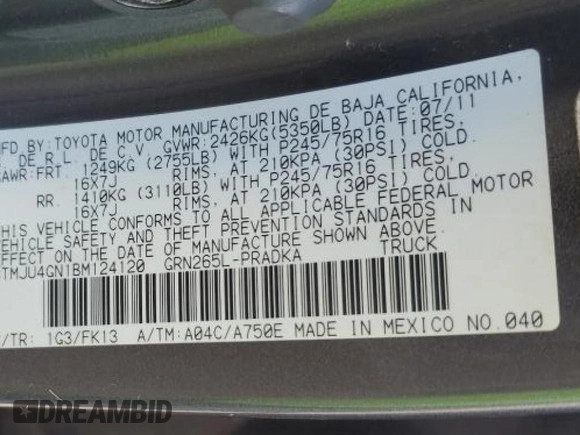 MFD BY: TOYOTA MOTOR MANUFACTURING DE BAJA CALIFORNIA,
DE R.L. DE C.V. GVWR: 2426KG(5350LB) DATE: 07/11
GAWR: FRT. 1249KG (2755LB) WITH P245/75R16 TIRES,
16X7J RIMS, AT 210KPA (30PSI) COLD.
RR. 1410KG (3110LB) WITH P245/75R16 TIRES,
16X7J RIMS, AT 210KPA (30PSI) COLD.
THIS VEHICLE CONFORMS TO ALL APPLICABLE FEDERAL MOTOR
VEHICLE SAFETY AND THEFT PREVENTION STANDARDS IN
EFFECT ON THE DATE OF MANUFACTURE SHOWN ABOVE.
TMJU4GN1BM124120 GRN265L-PRADKA TRUCK
C/TR: 1G3/FK13 A/TM: A04C/A750E MADE IN MEXICO NO.040
DREAMBID